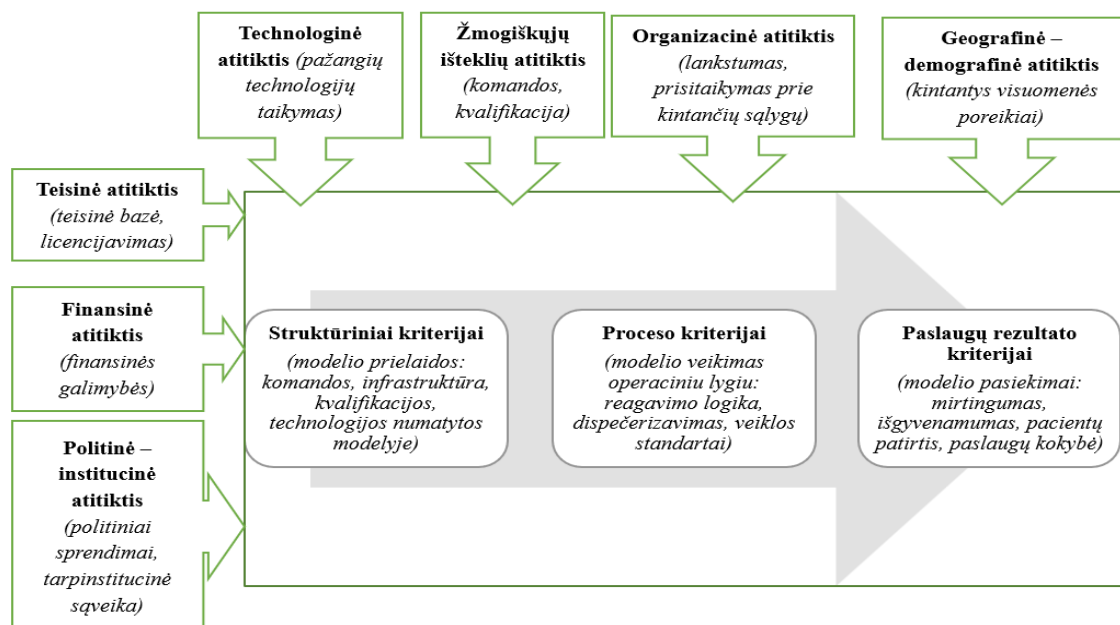 Technologinė
atitiktis (pažangių
technologijų
taikymas)
Žmogiškųjų
išteklių atitiktis
(komandos,
kvalifikacija)
Organizacinė atitiktis
(lankstumas,
prisitaikymas prie
kintančių sąlygų)
Geografinė –
demografinė atitiktis
(kintantys visuomenės
poreikiai)
Teisinė atitiktis
(teisinė bazė,
licencijavimas)
Finansinė
atitiktis
(finansinės
galimybės)
Politinė –
institucinė
atitiktis
(politiniai
sprendimai,
tarpinstitucinė
sąveika)
Struktūriniai kriterijai
(modelio prielaidos:
komandos, infrastruktūra,
kvalifikacijos,
technologijos numatytos
modelyje)
Proceso kriterijai
(modelio veikimas
operaciniu lygiu:
reagavimo logika,
dispečerizavimas, veiklos
standartai)
Paslaugų rezultato
kriterijai
(modelio pasiekimai:
mirtingumas,
išgyvenamumas, pacientų
patirtis, paslaugų kokybė)